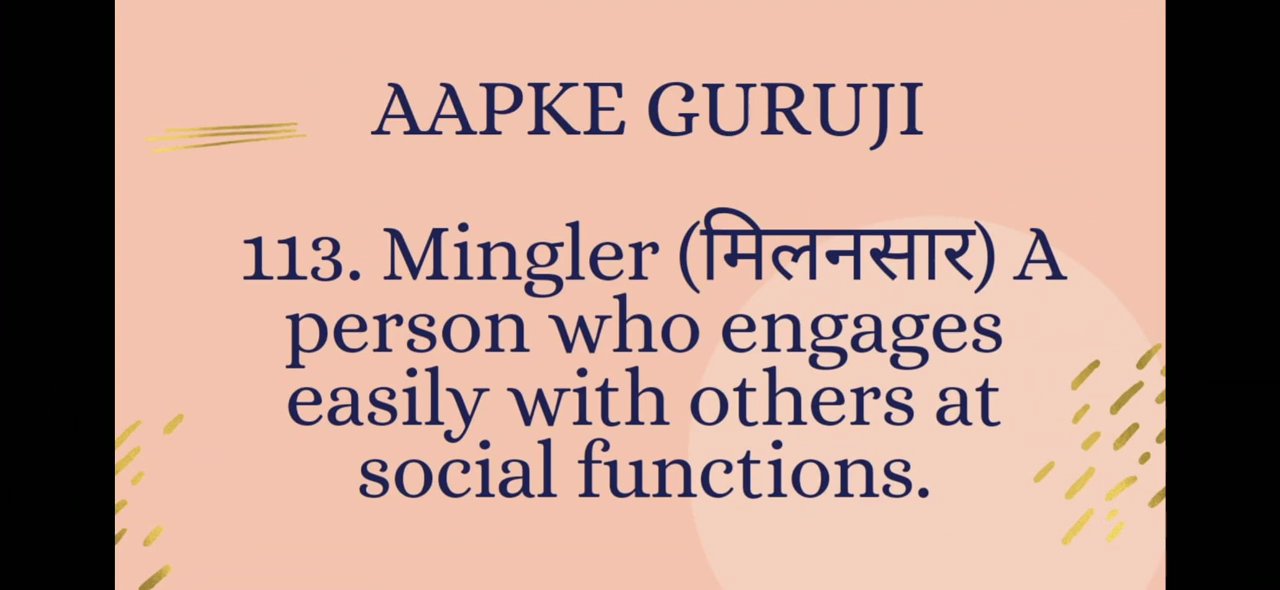 AAPKE GURUJI
113. Mingler (मिलनसार) A
person who engages
easily with others at
social functions.